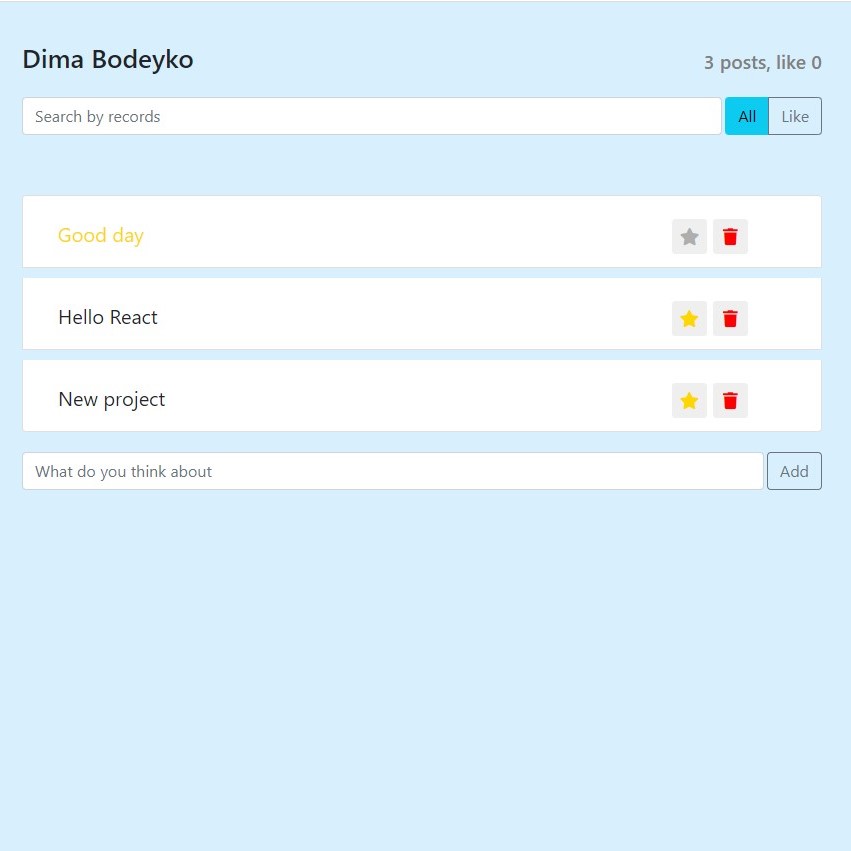 Dima Bodeyko
3 posts, like 0
Search by records
All
Like
Good day
Hello React
New project
What do you think about
Add